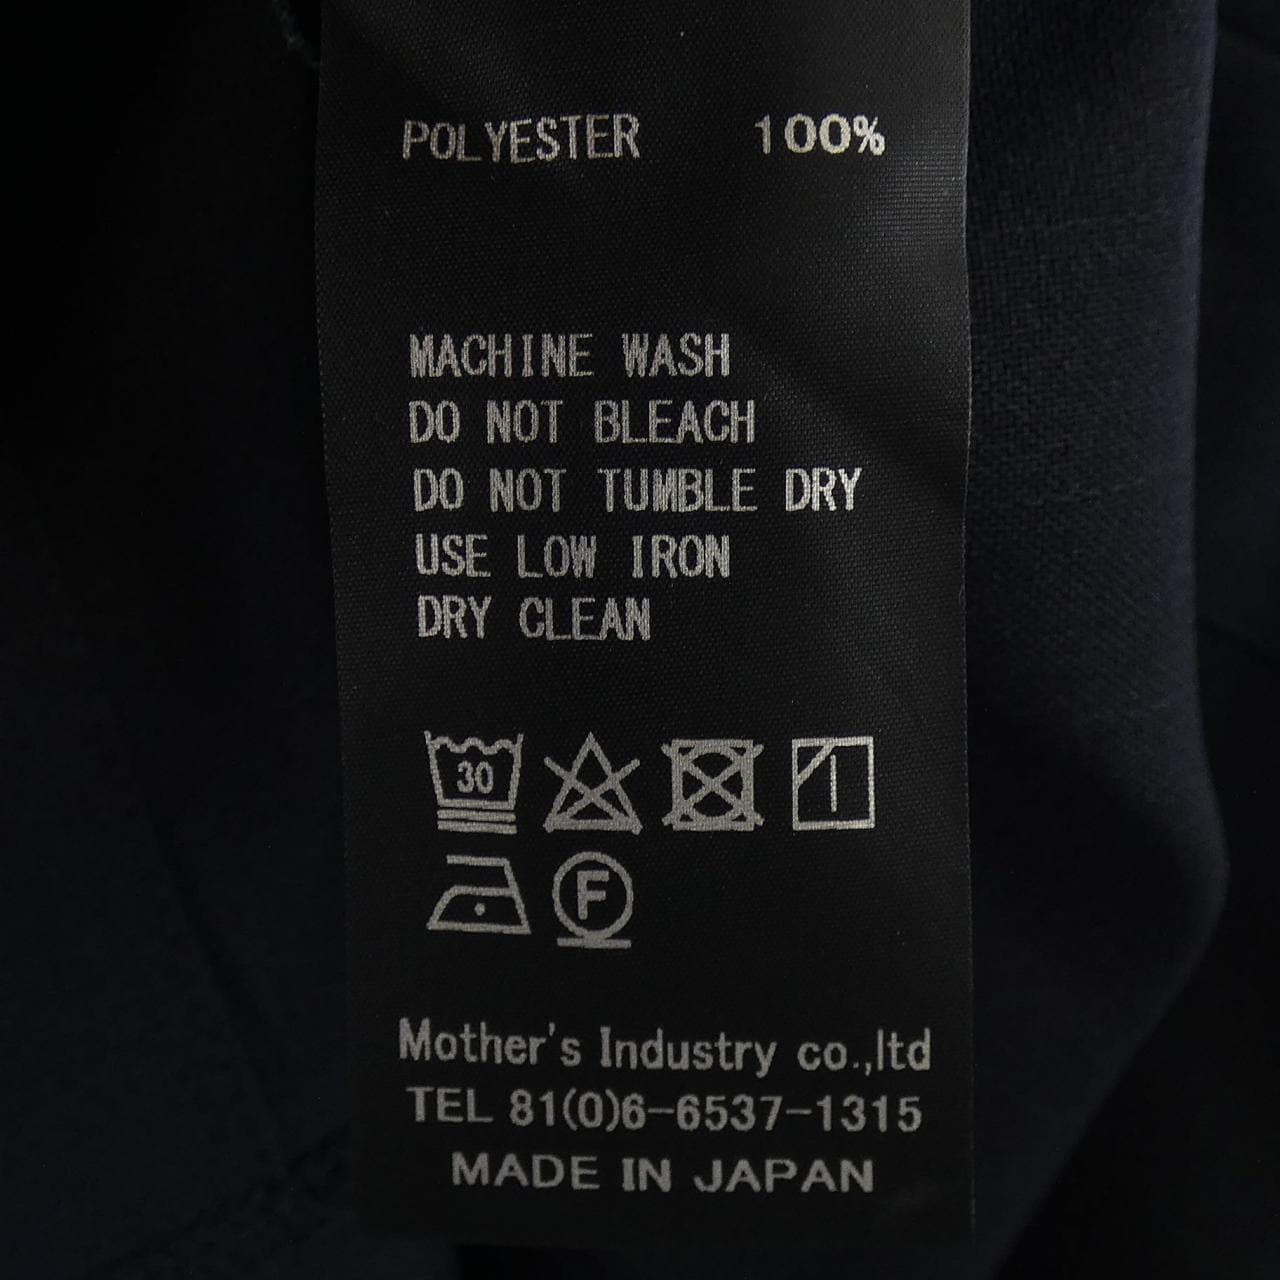 POLYESTER 100%
MACHINE WASH
DO NOT BLEACH
DO NOT TUMBLE DRY
USE LOW IRON
DRY CLEAN
30
F
Mother's Industry co.,ltd
TEL 81(0)6-6537-1315
MADE IN JAPAN